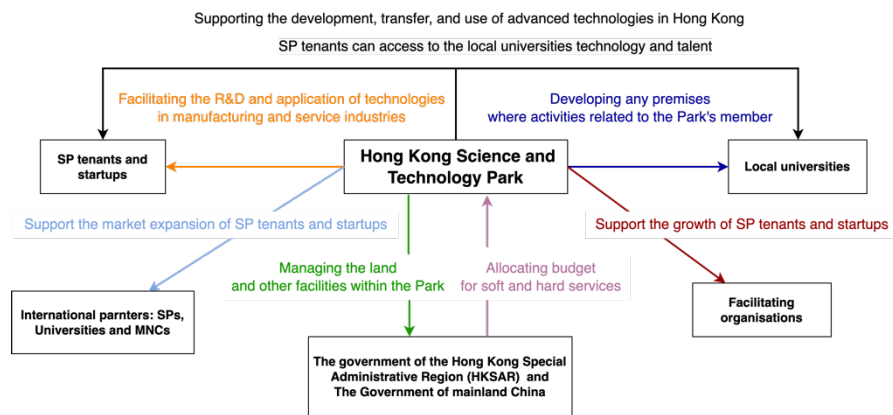 Supporting the development, transfer, and use of advanced technologies in Hong Kong
SP tenants can access to the local universities technology and talent
Facilitating the R&D and application of technologies
in manufacturing and service industries
Developing any premises
where activities related to the Park's member
SP tenants and
startups
Hong Kong Science and
Technology Park
Local universities
Support the market expansion of SP tenants and startups
Support the growth of SP tenants and startups
Managing the land
and other facilities within the Park
Allocating budget
for soft and hard services
International parnters: SPs,
Universities and MNCs
Facilitating
organisations
The government of the Hong Kong Special
Administrative Region (HKSAR) and
The Government of mainland China